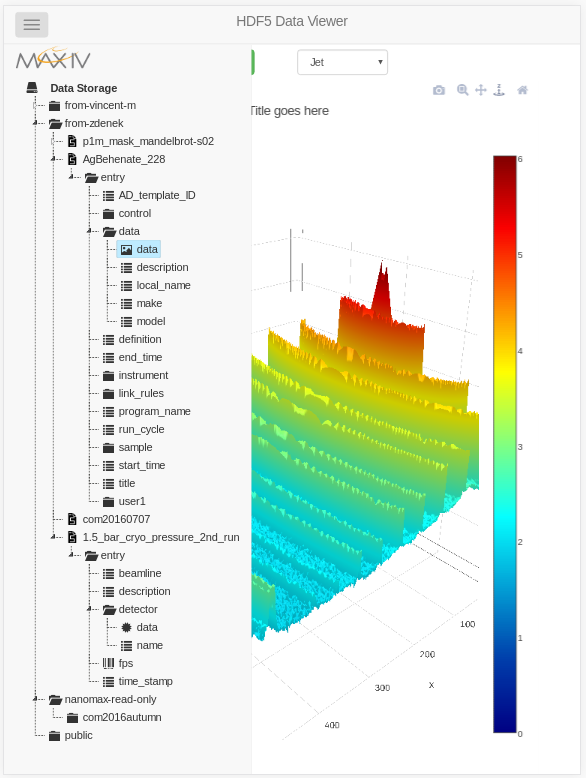 HDF5 Data Viewer
MAXIV
Jet
Data Storage
from-vincent-m
from-zdenek
p1m_mask_mandelbrot-s02
AgBehenate_228
entry
AD_template_ID
control
data
data
description
local_name
make
model
definition
end_time
instrument
link_rules
program_name
run_cycle
sample
start_time
title
user1
com20160707
1.5_bar_cryo_pressure_2nd_run
entry
beamline
description
detector
data
name
fps
time_stamp
nanomax-read-only
com2016autumn
public
Title goes here
6
5
4
3
2
1
0
100
200
300
400
x